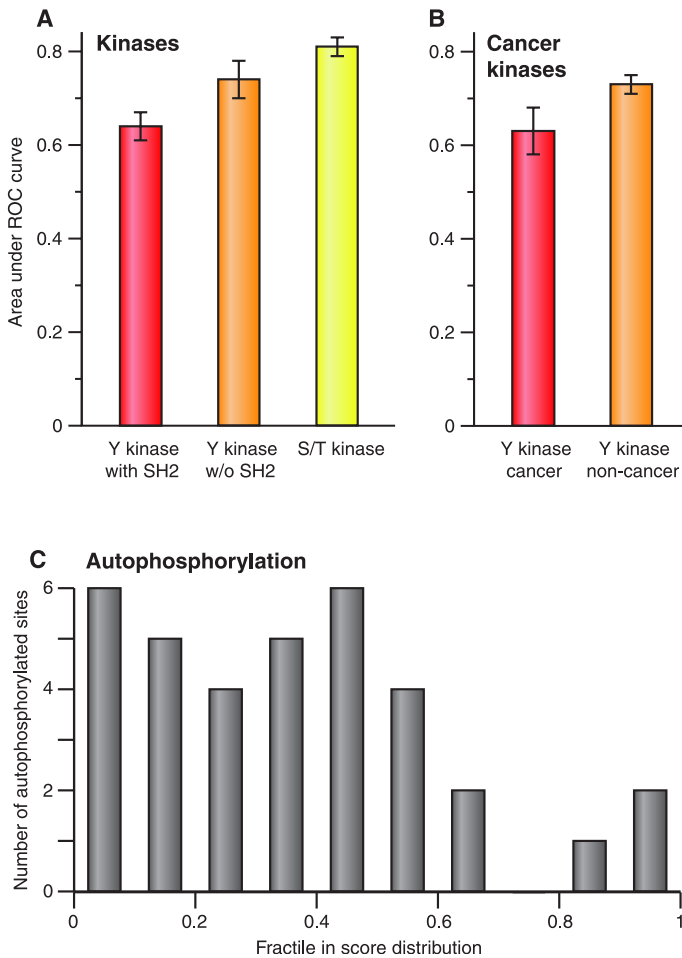 A
Kinases
Area under ROC curve
0.8
0.6
0.4
0.2
0
Y kinase
with SH2
Y kinase
w/o SH2
S/T kinase
B
Cancer
kinases
0.8
0.6
0.4
0.2
0
Y kinase
cancer
Y kinase
non-cancer
C
Autophosphorylation
Number of autophosphorylated sites
6
4
2
0
0
0.2
0.4
0.6
0.8
1
Fractile in score distribution